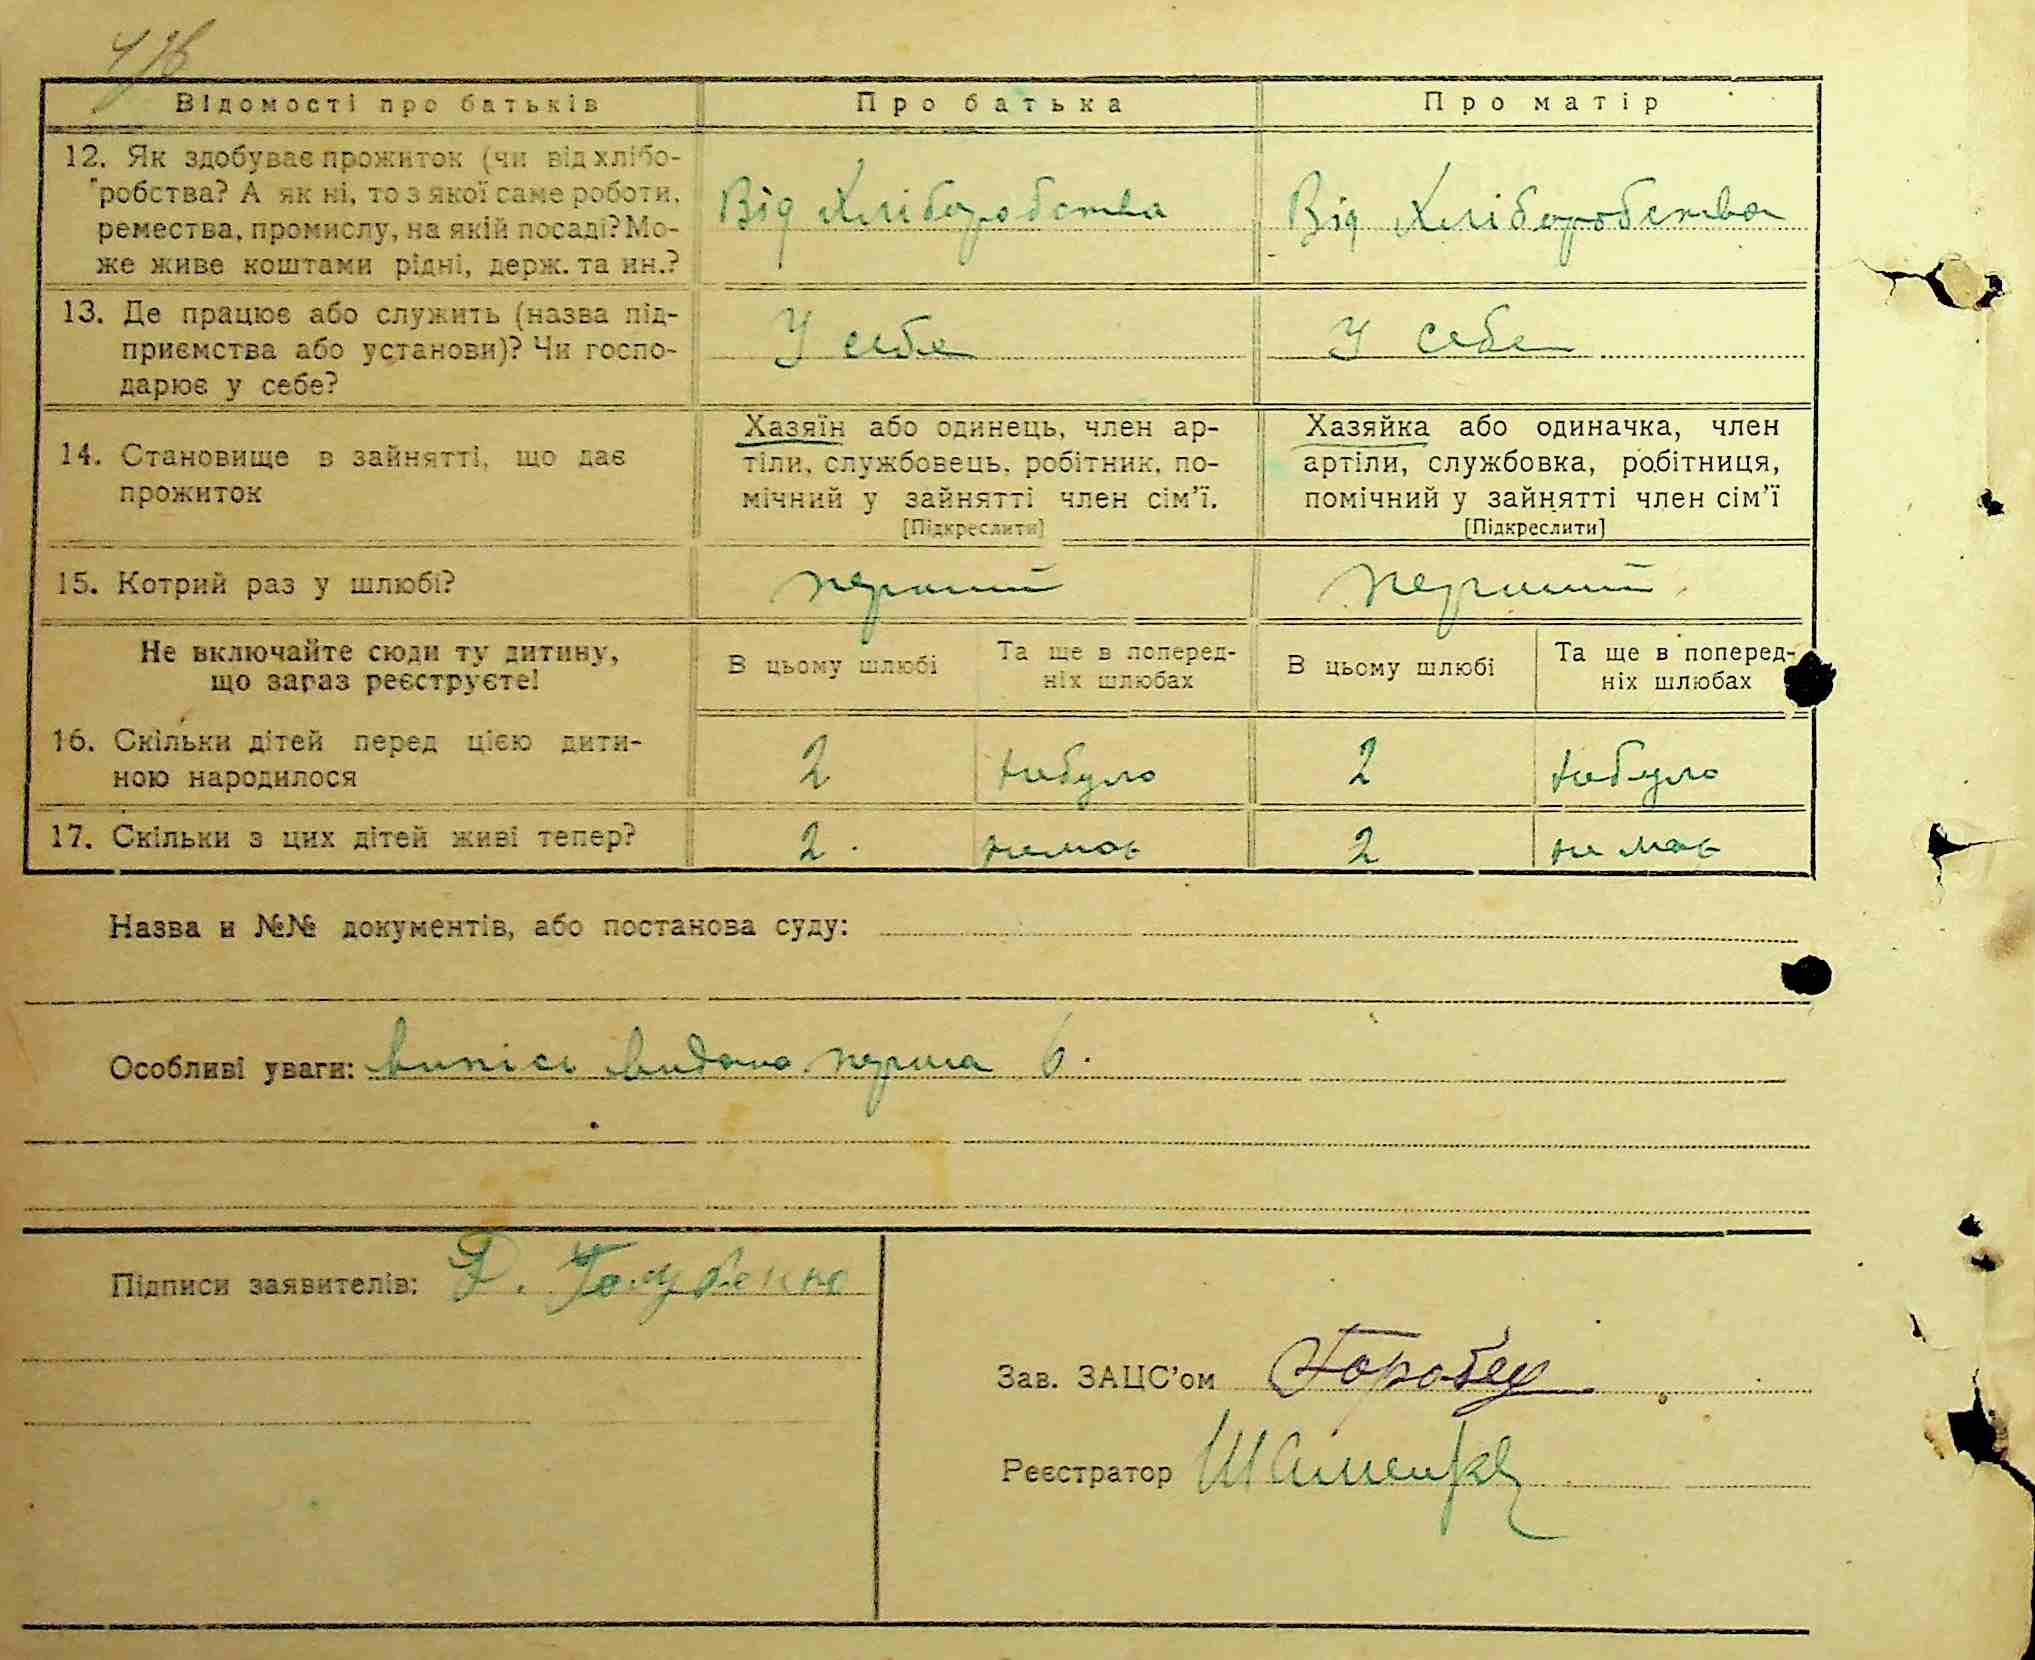 Відомості про батьків Про батька Про матір
12. Як здобуває прожиток (чи від хлібо-
робства? А як ні, то з якої саме роботи,
ремества, промислу, на якій посаді? Мо-
же живе коштами рідні, держ. та ин.?
Від хліборобства Від хліборобства
13. Де працює або служить (назва під-
приємства або установи)? Чи госпо-
дарює у себе?
У себе У себе
14. Становище в зайнятті, що дає
прожиток
Хазяїн або одинець, член ар-
тіли, службовець, робітник, по-
мічний у зайнятті член сім'ї.
[Підкреслити]
Хазяйка або одиначка, член
артіли, службовка, робітниця,
помічний у зайнятті член сім'ї
[Підкреслити]
15. Котрий раз у шлюбі? перший перший
Не включайте сюди ту дитину,
що зараз реєструєте!
В цьому шлюбі
Та ще в поперед-
ніх шлюбах
В цьому шлюбі
Та ще в поперед-
ніх шлюбах
16. Скільки дітей перед цією дити-
ною народилося
2 небуло 2 небуло
17. Скільки з цих дітей живі тепер? 2 немає 2 не має
Назва и №№ документів, або постанова суду:
Особливі уваги: випісь видана перша
Підписи заявителів: Голубенко
Зав. ЗАЦС'ом Горобец
Реєстратор